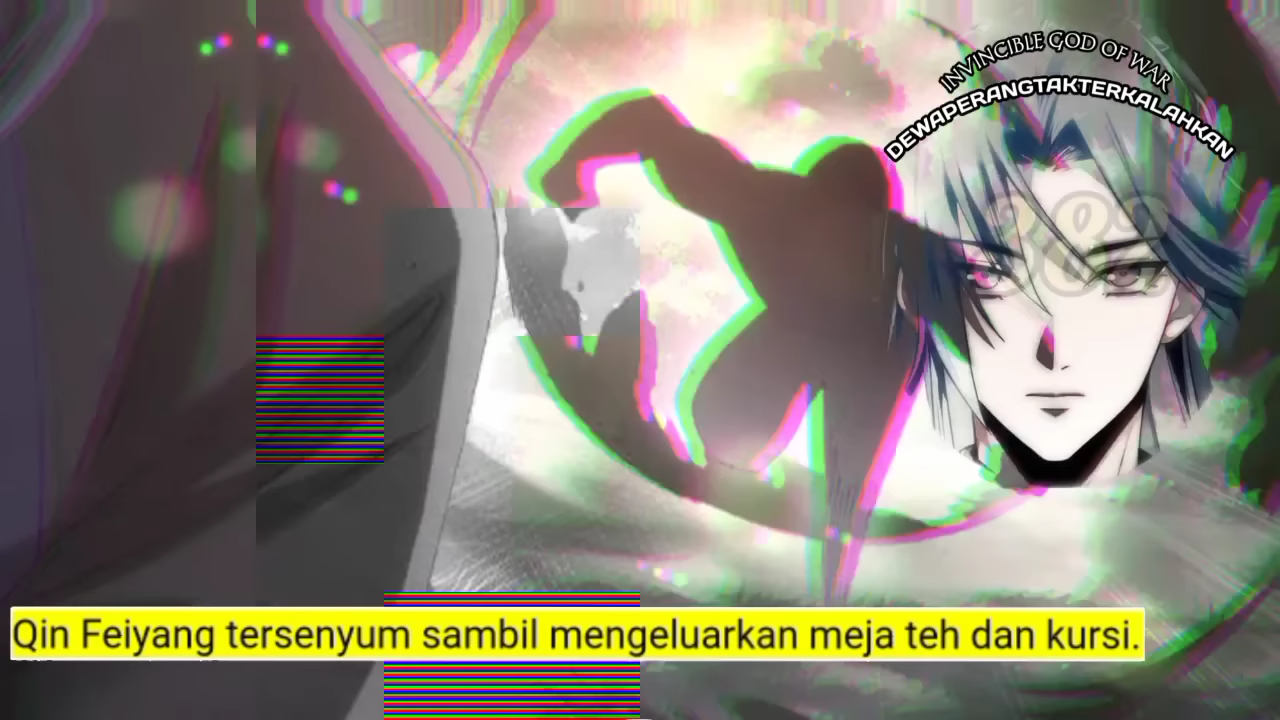 INVINCIBLE GOD OF WAR
DEWAPERANGTAKTERKALAHKAN
Qin Feiyang tersenyum sambil mengeluarkan meja teh dan kursi.